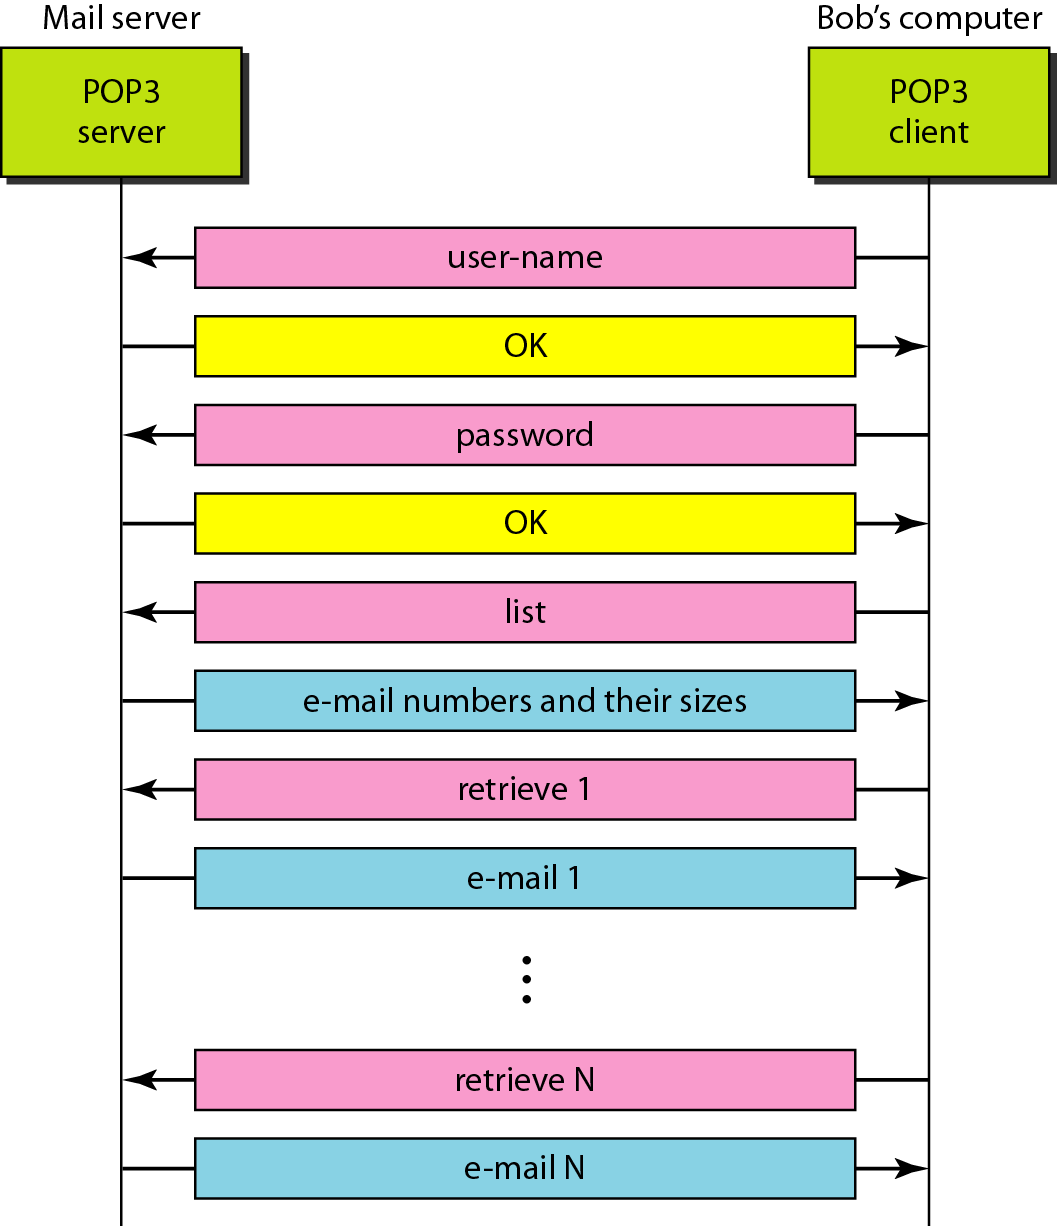 Mail server
Bob’s computer
POP3
server
POP3
client
user-name
OK
password
OK
list
e-mail numbers and their sizes
retrieve 1
e-mail 1
retrieve N
e-mail N